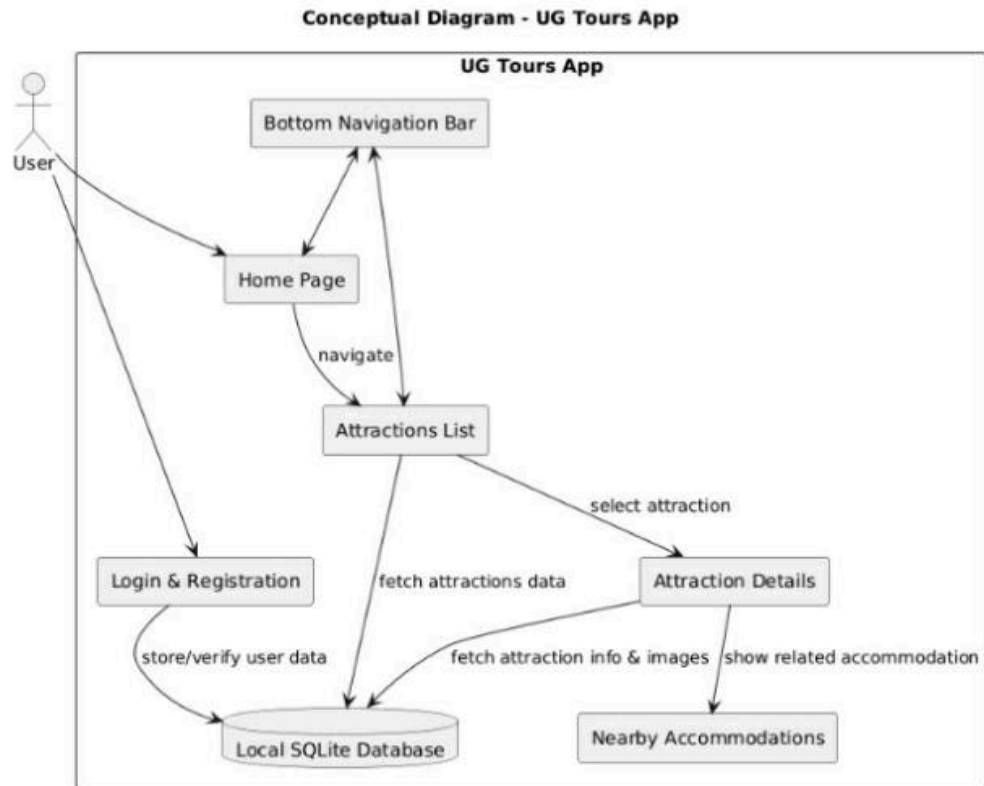 Conceptual Diagram - UG Tours App
UG Tours App
Bottom Navigation Bar
User
Home Page
navigate
Attractions List
select attraction
Login & Registration
fetch attractions data
Attraction Details
store/verify user data
fetch attraction info & images
show related accommodation
Local SQLite Database
Nearby Accommodations